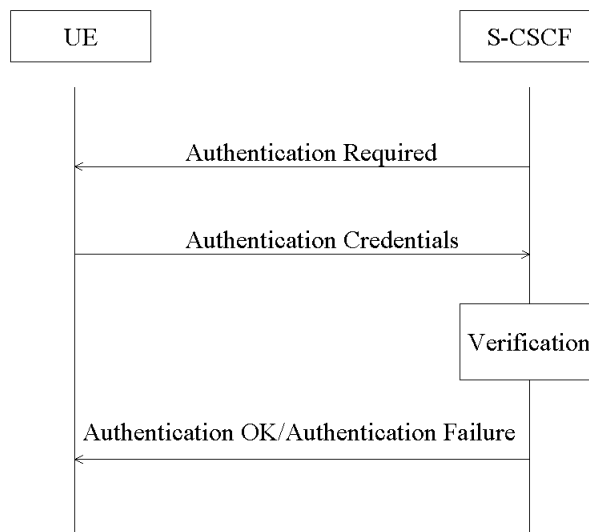 UE
S-CSCF
Authentication Required
Authentication Credentials
Verification
Authentication OK/Authentication Failure